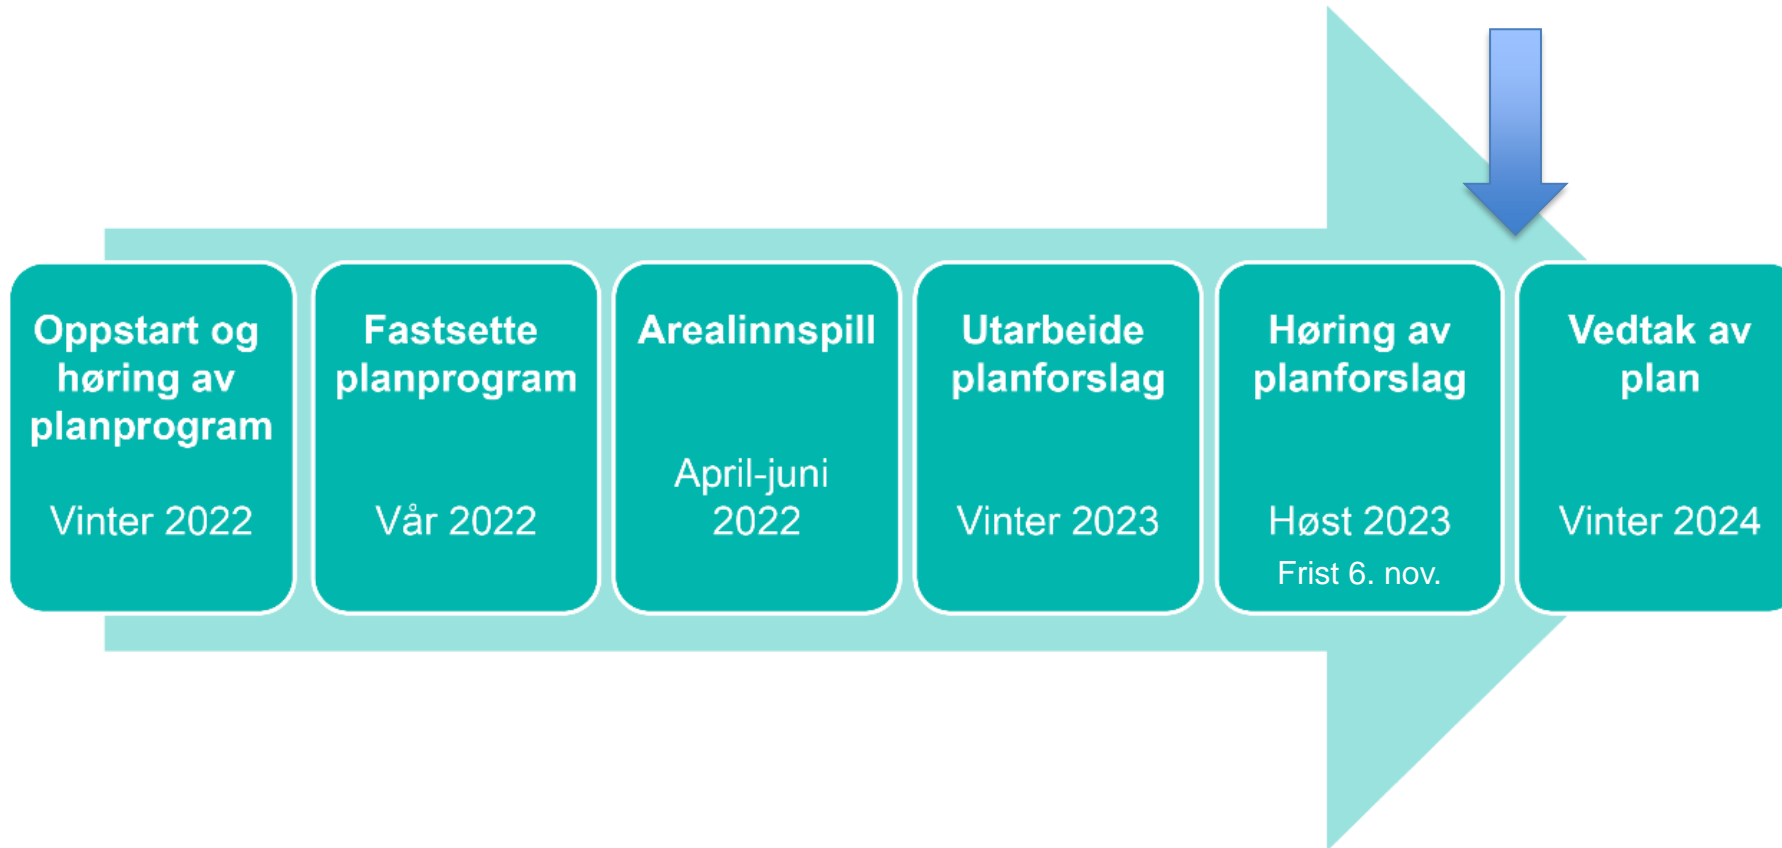 Oppstart og
høring av
planprogram
Vinter 2022
Fastsette
planprogram
Vår 2022
Arealinnspill
April-juni
2022
Utarbeide
planforslag
Vinter 2023
Høring av
planforslag
Høst 2023
Frist 6. nov.
Vedtak av
plan
Vinter 2024